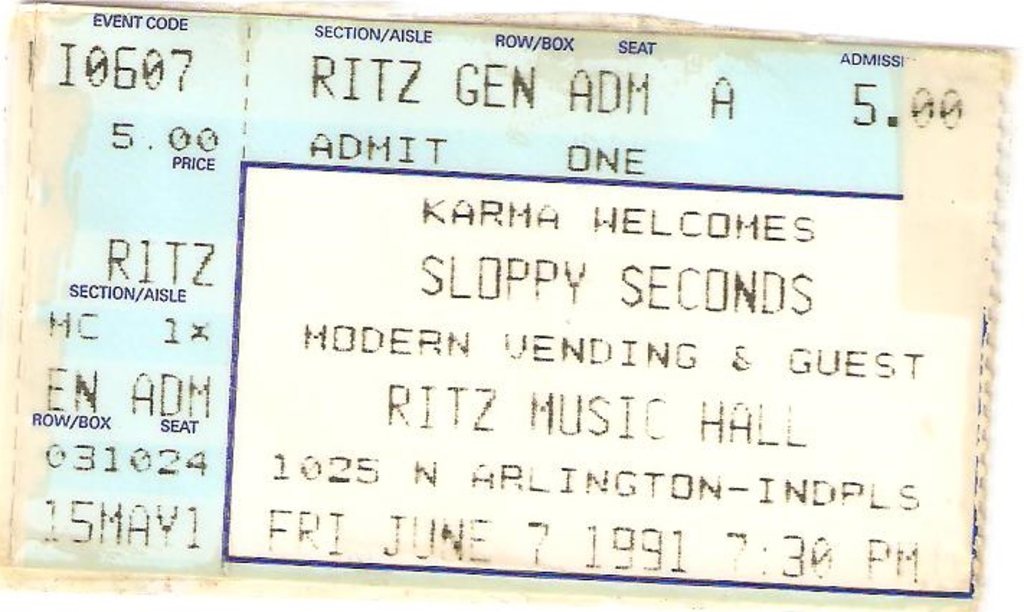 EVENT CODE
I0607
5.00
PRICE
RITZ
SECTION/AISLE
MC 1x
EN ADM
ROW/BOX SEAT
031024
15MAY1
SECTION/AISLE ROW/BOX SEAT ADMISSI
RITZ GEN ADM A 5.00
ADMIT ONE
KARMA WELCOMES
SLOPPY SECONDS
MODERN VENDING & GUEST
RITZ MUSIC HALL
1025 N ARLINGTON-INDPLS
FRI JUNE 7 1991 7:30 PM